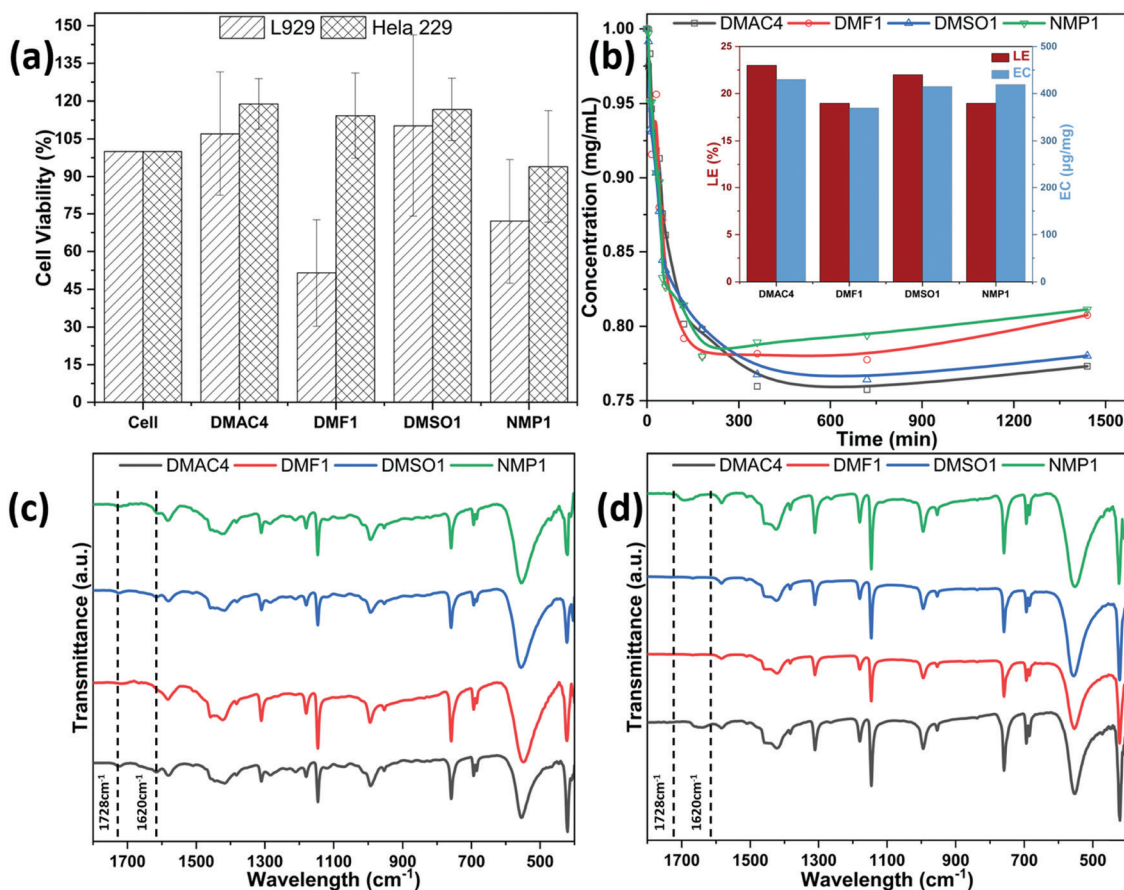 (a)
L929 Hela 229
Cell Viability (%)
150
135
120
105
90
75
60
45
30
15
0
Cell DMAC4 DMF1 DMSO1 NMP1
(b)
DMAC4 DMF1 DMSO1 NMP1
Concentration (mg/mL)
1.00
0.95
0.90
0.85
0.80
0.75
0 300 600 900 1200 1500
Time (min)
LE
EC
LE (%)
25
20
15
10
5
0
EC (μg/mg)
500
400
300
200
100
0
DMAC4 DMF1 DMSO1 NMP1
(c)
DMAC4 DMF1 DMSO1 NMP1
Transmittance (a.u.)
1728cm-1
1620cm-1
1700 1500 1300 1100 900 700 500
Wavelength (cm-1)
(d)
DMAC4 DMF1 DMSO1 NMP1
Transmittance (a.u.)
1728cm-1
1620cm-1
1700 1500 1300 1100 900 700 500
Wavelength (cm-1)